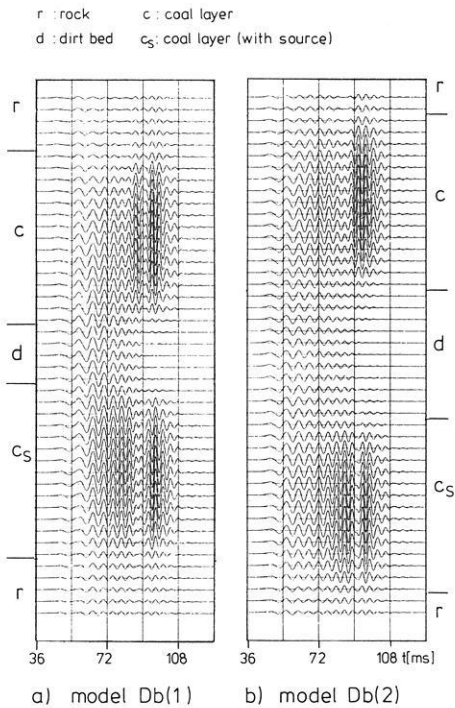 r : rock c : coal layer
d : dirt bed cS: coal layer (with source)
r
c
d
cS
r
r
c
d
cS
r
36 72 108
36 72 108 t[ms]
a) model Db(1) b) model Db(2)